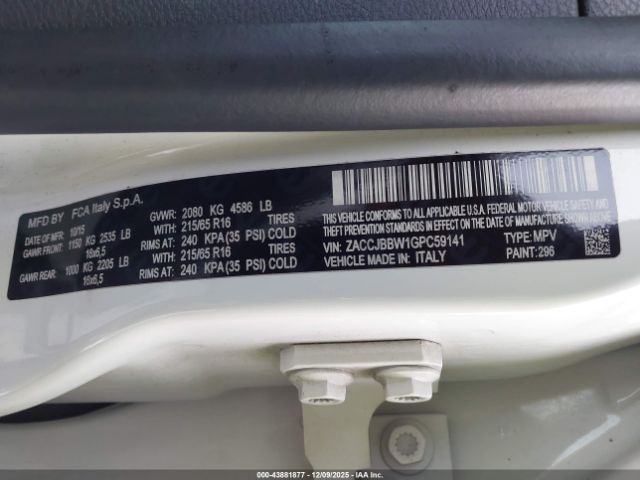 MFD BY FCA Italy S.p.A.
DATE OF MFR: 10/15 GVWR: 2080 KG 4586 LB
GAWR FRONT: 1150 KG 2535 LB WITH: 215/65 R16 TIRES
16x6,5 RIMS AT: 240 KPA (35 PSI) COLD
GAWR REAR: 1000 KG 2205 LB WITH: 215/65 R16 TIRES
16x6,5 RIMS AT: 240 KPA (35 PSI) COLD
THIS VEHICLE CONFORMS TO ALL APPLICABLE U.S.A. FEDERAL MOTOR VEHICLE SAFETY,
BUMPER, AND THEFT PREVENTION STANDARDS IN EFFECT ON THE DATE OF MANUFACTURE SHOWN ABOVE.
VIN: ZACCJBBW1GPC59141 TYPE: MPV
VEHICLE MADE IN: ITALY PAINT: 296
000-43881877 - 12/09/2025 - IAAI.COM